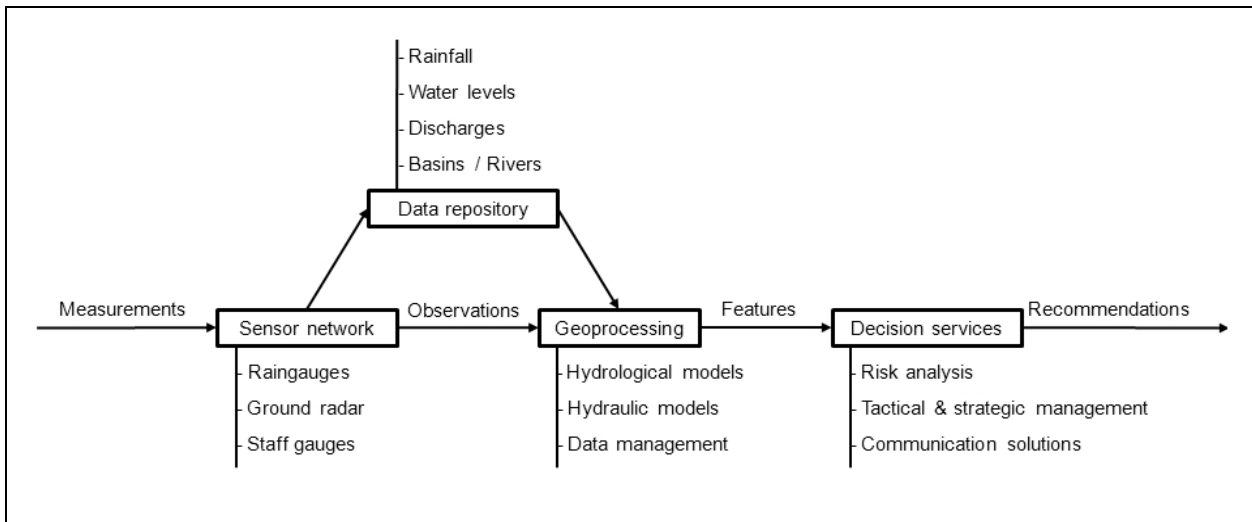 - Rainfall
- Water levels
- Discharges
- Basins / Rivers
Data repository
Measurements
Sensor network
Observations
Geoprocessing
Features
Decision services
Recommendations
- Raingauges
- Ground radar
- Staff gauges
- Hydrological models
- Hydraulic models
- Data management
- Risk analysis
- Tactical & strategic management
- Communication solutions